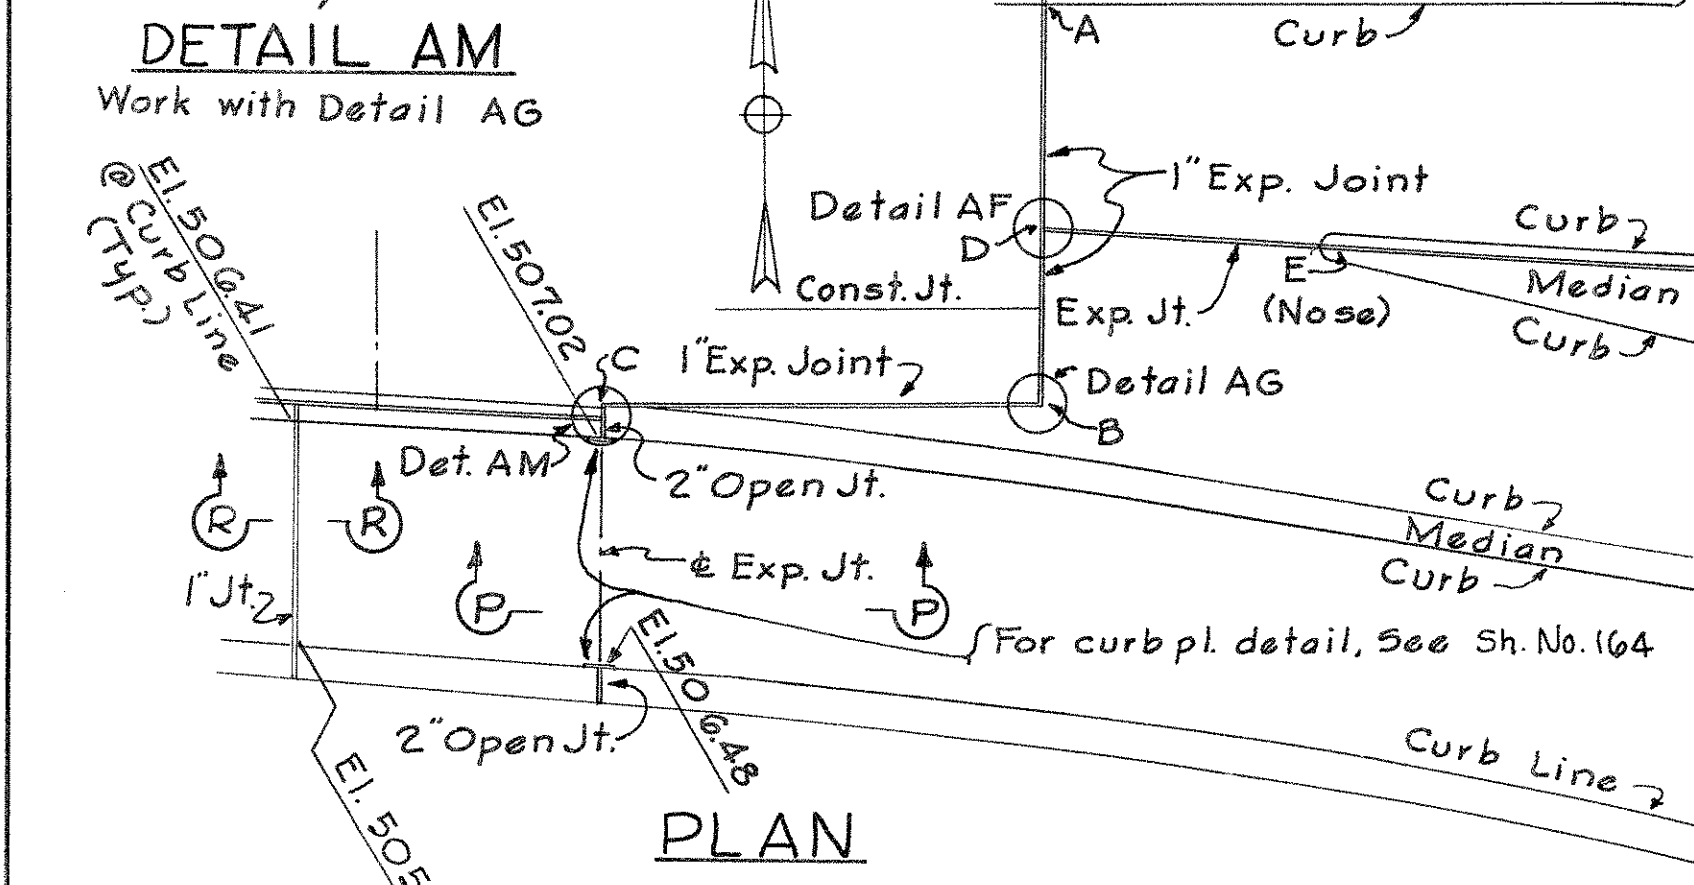 DETAIL AM
Work with Detail AG
A
Curb
El. 506.41
@ Curb Line
(Typ.)
El. 507.02
1" Exp. Joint
Detail AF
D
Curb
E
(Nose)
Median
Const. Jt.
Exp. Jt.
Curb
C
1" Exp. Joint
Detail AG
B
Det. AM
2" Open Jt.
Curb
Median
Curb
R
R
₵ Exp. Jt.
P
P
1" Jt.
El. 506.48
For curb pl. detail, See Sh. No. 164
2" Open Jt.
Curb Line
El. 505
PLAN